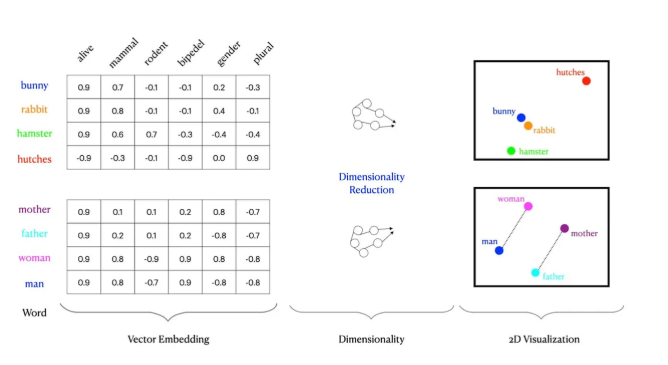 alive mammal rodent bipedel gender plural
bunny 0.9 0.7 -0.1 -0.1 0.2 -0.3
rabbit 0.9 0.8 -0.1 0.4 -0.1
hamster 0.9 0.6 0.7 -0.3 -0.4 -0.4
hutches -0.9 -0.3 -0.1 -0.9 0.0 0.9
mother 0.9 0.1 0.1 0.2 0.8 -0.7
father 0.9 0.2 0.1 0.2 -0.8 -0.7
woman 0.9 0.8 -0.9 0.9 0.8 -0.8
man 0.9 0.8 -0.7 0.9 -0.8 -0.8
Word
Vector Embedding
Dimensionality
Reduction
Dimensionality
hutches
bunny
rabbit
hamster
woman
mother
man
father
2D Visualization